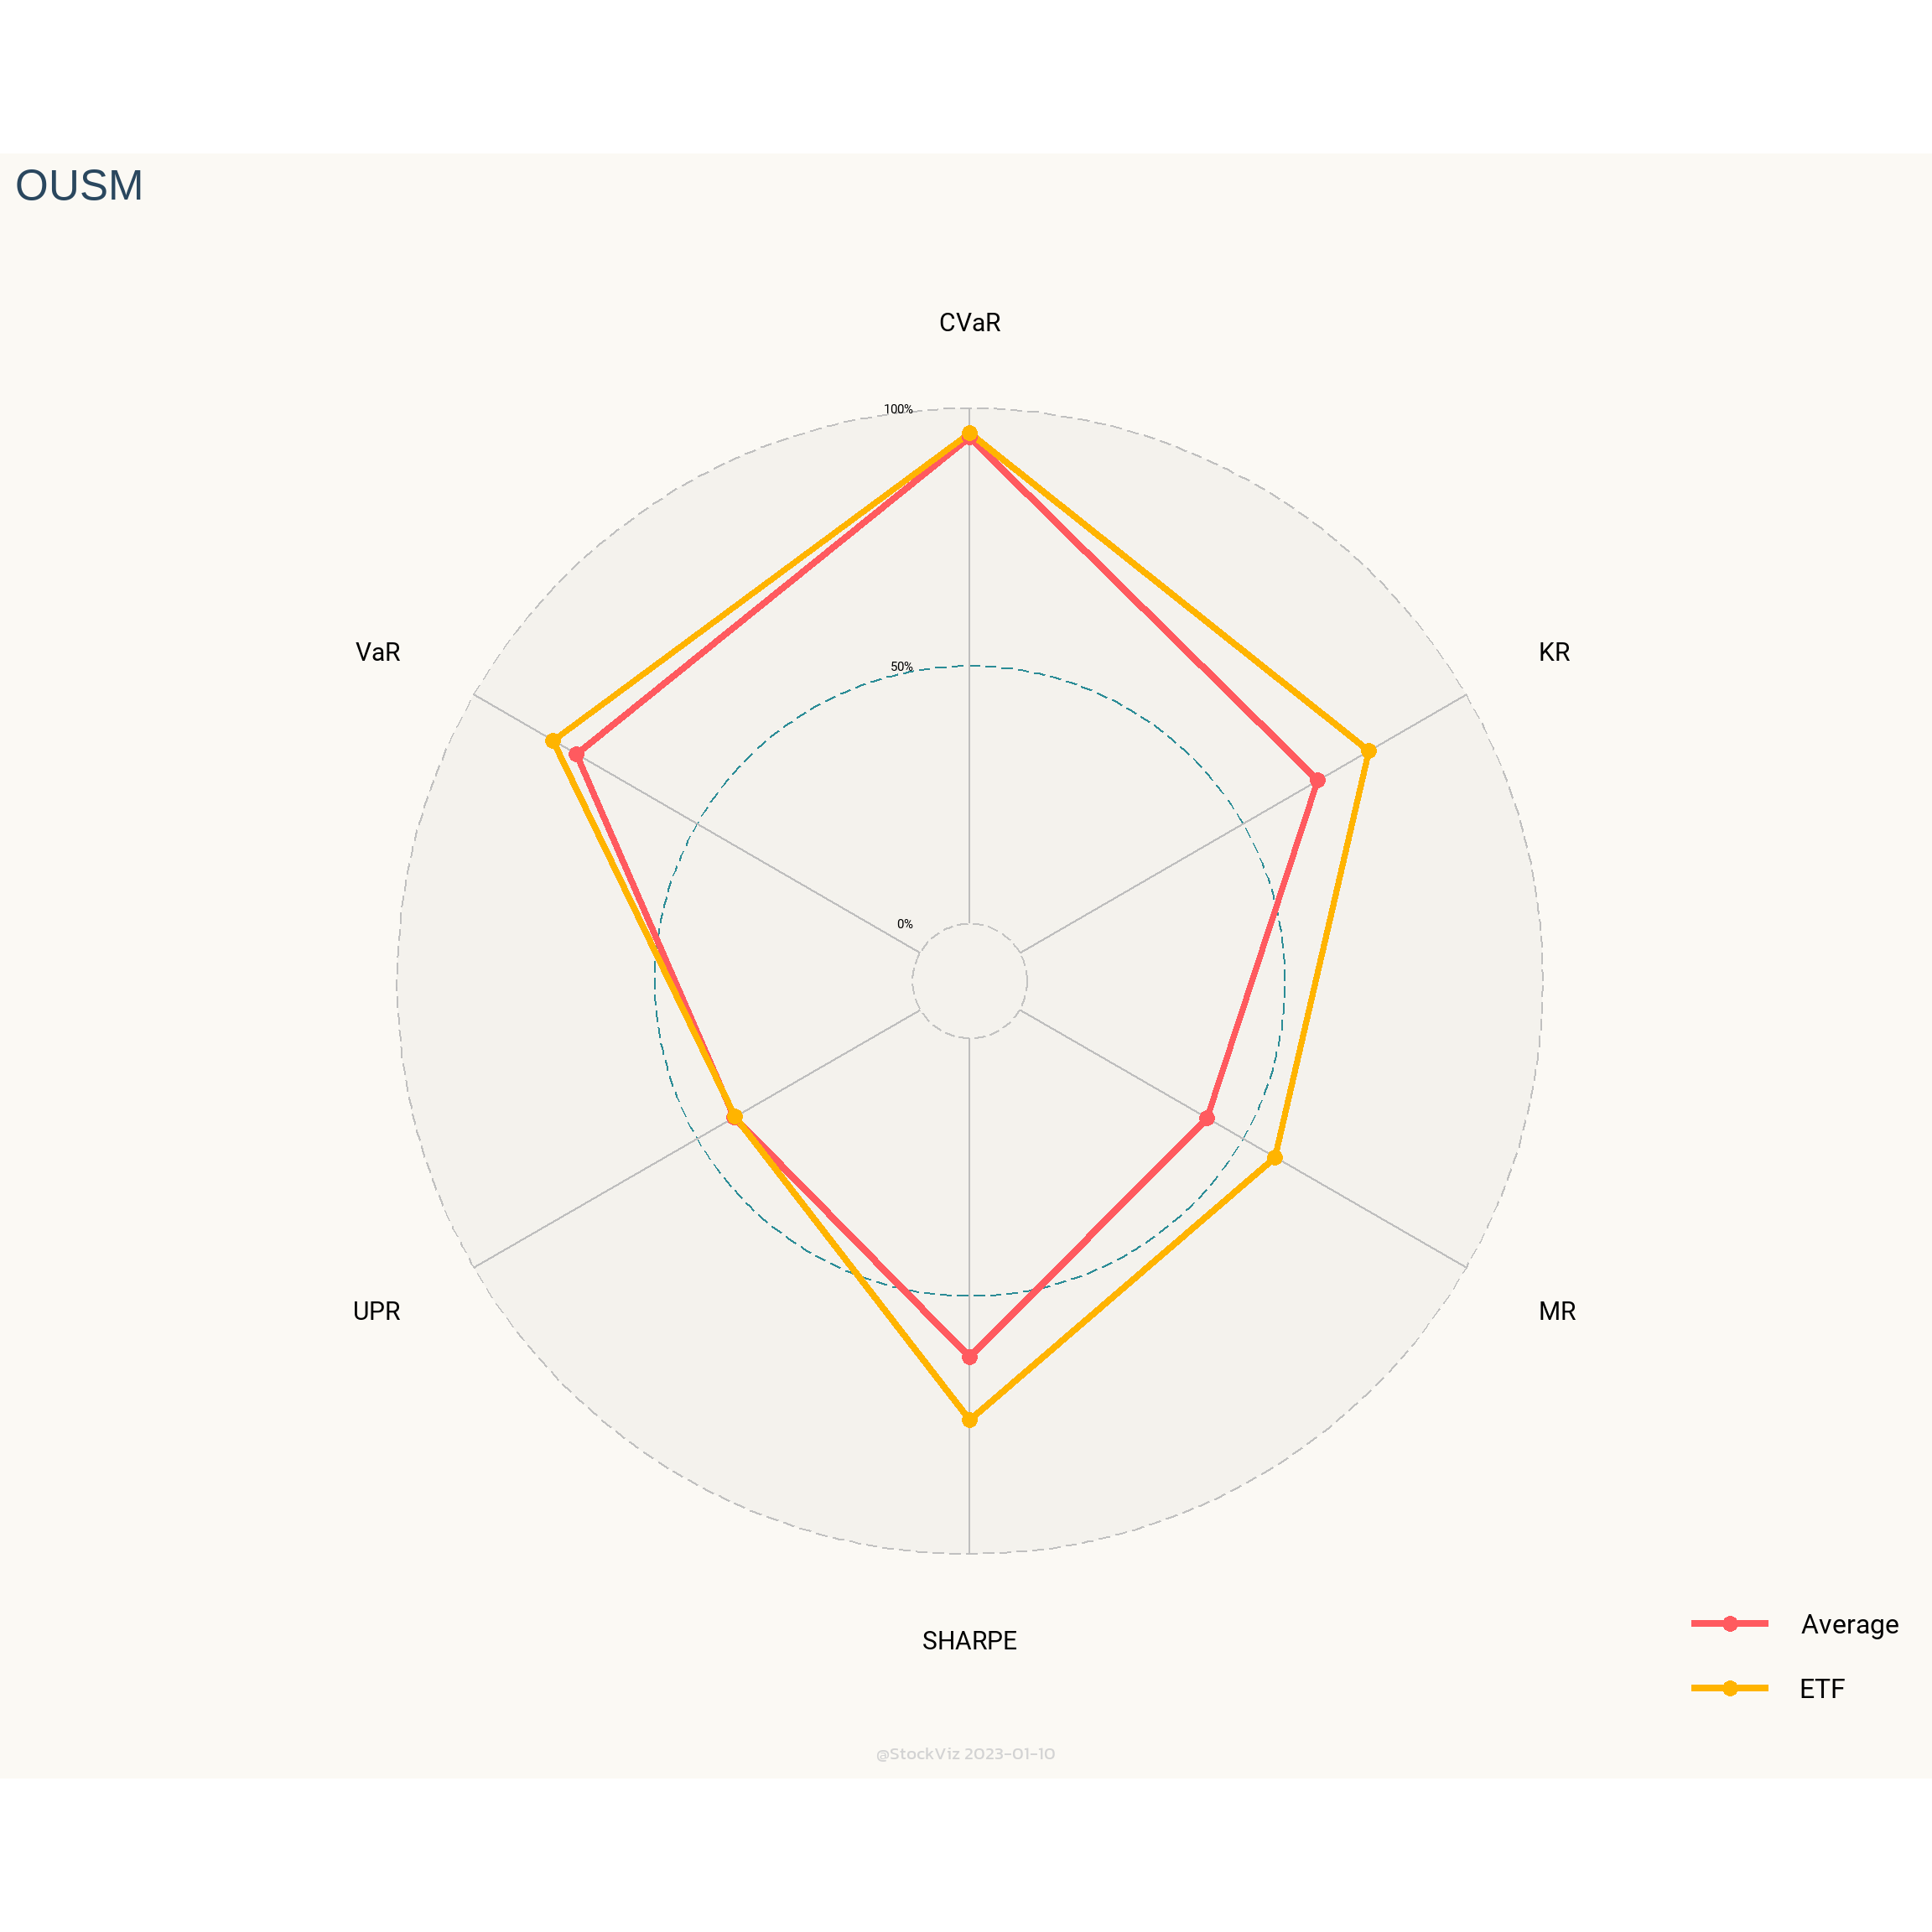 OUSM
CVaR
100%
VaR
KR
50%
0%
UPR
MR
SHARPE
Average
ETF
@StockViz 2023-01-10